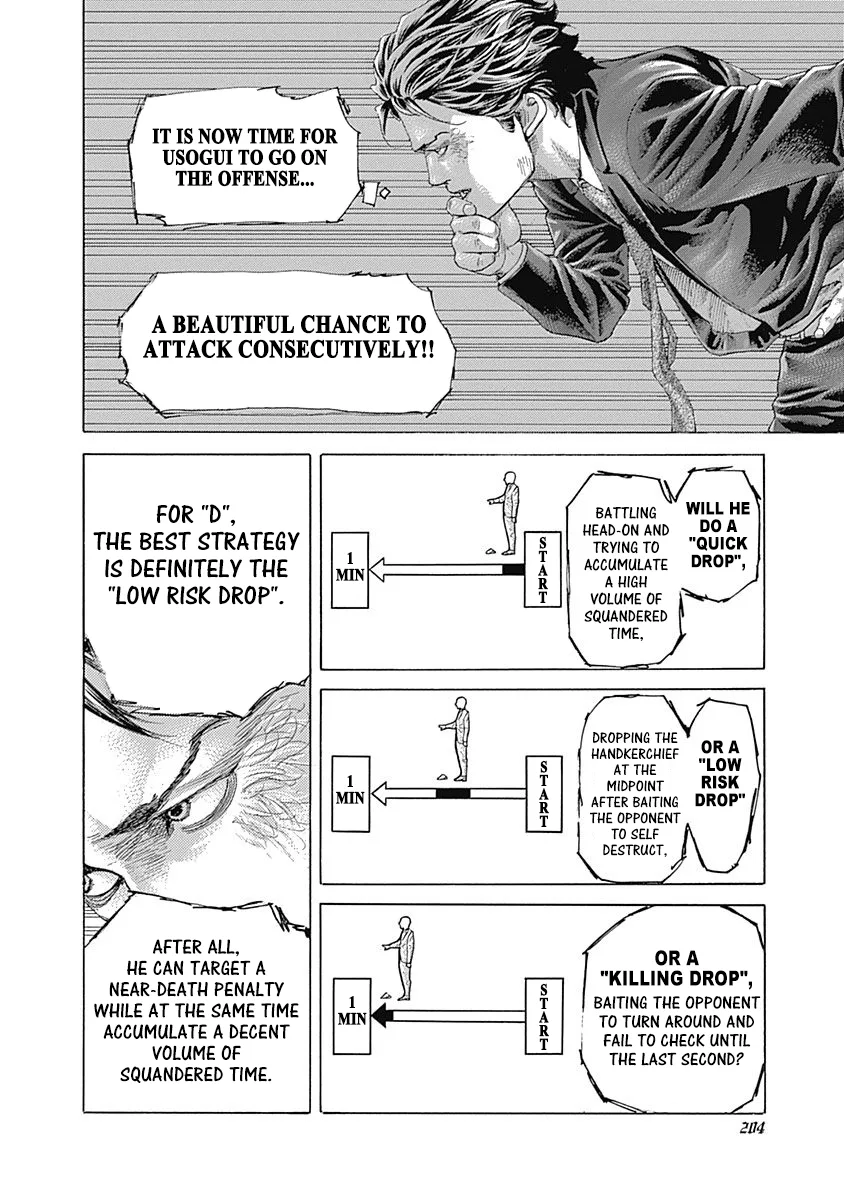 IT IS NOW TIME FOR
USOGUI TO GO ON
THE OFFENSE...
A BEAUTIFUL CHANCE TO
ATTACK CONSECUTIVELY!!
WILL HE
DO A
"QUICK
DROP",
BATTLING
HEAD-ON AND
TRYING TO
ACCUMULATE
A HIGH
VOLUME OF
SQUANDERED
TIME,
START
1
MIN
OR A
"LOW
RISK
DROP"
DROPPING THE
HANDKERCHIEF
AT THE
MIDPOINT
AFTER BAITING
THE OPPONENT
TO SELF
DESTRUCT,
START
1
MIN
OR A
"KILLING DROP",
BAITING THE OPPONENT
TO TURN AROUND AND
FAIL TO CHECK UNTIL
THE LAST SECOND?
START
1
MIN
FOR "D",
THE BEST STRATEGY
IS DEFINITELY THE
"LOW RISK DROP".
AFTER ALL,
HE CAN TARGET A
NEAR-DEATH PENALTY
WHILE AT THE SAME TIME
ACCUMULATE A DECENT
VOLUME OF
SQUANDERED TIME.
204